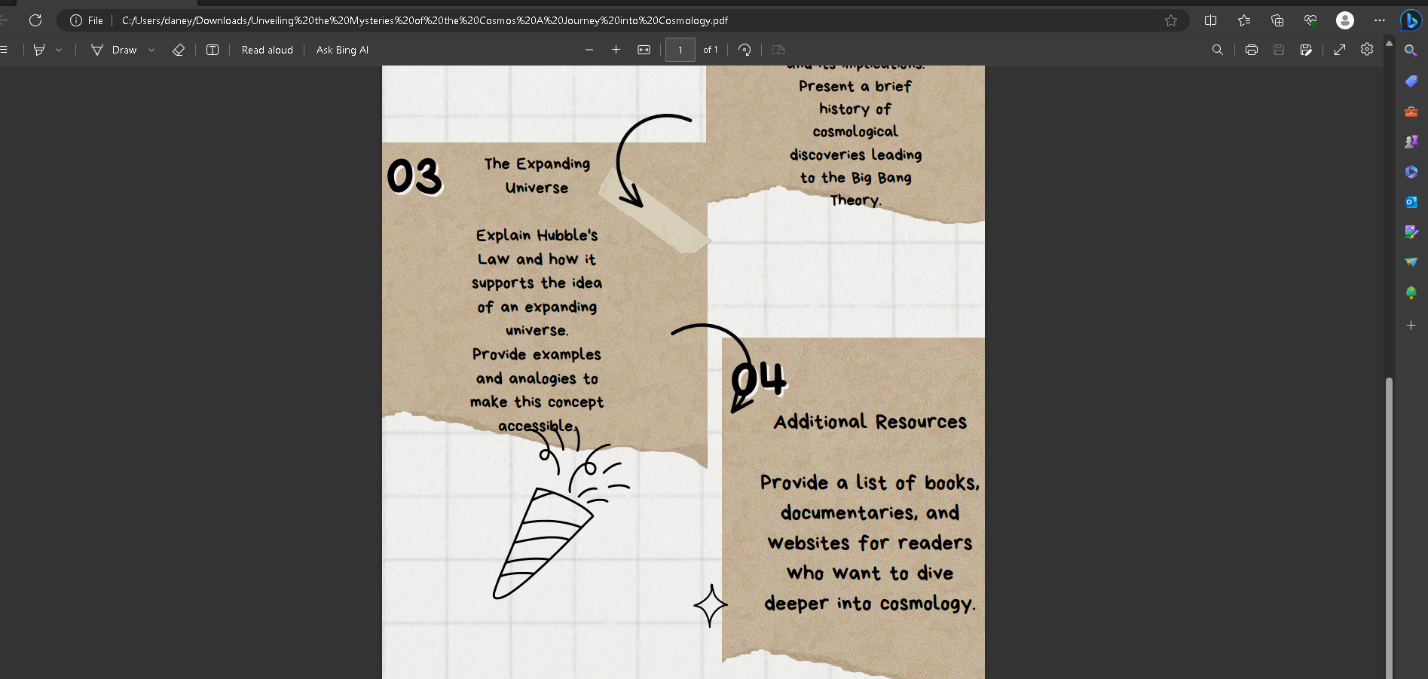 File
C:/Users/daney/Downloads/Unveiling%20the%20Mysteries%20of%20the%20Cosmos%20A%20Journey%20into%20Cosmology.pdf
Draw
Read aloud
Ask Bing AI
1
of 1
and its implications.
Present a brief
history of
cosmological
discoveries leading
to the Big Bang
Theory.
03
The Expanding
Universe
Explain Hubble's
Law and how it
supports the idea
of an expanding
universe.
Provide examples
and analogies to
make this concept
accessible.
04
Additional Resources
Provide a list of books,
documentaries, and
websites for readers
who want to dive
deeper into cosmology.